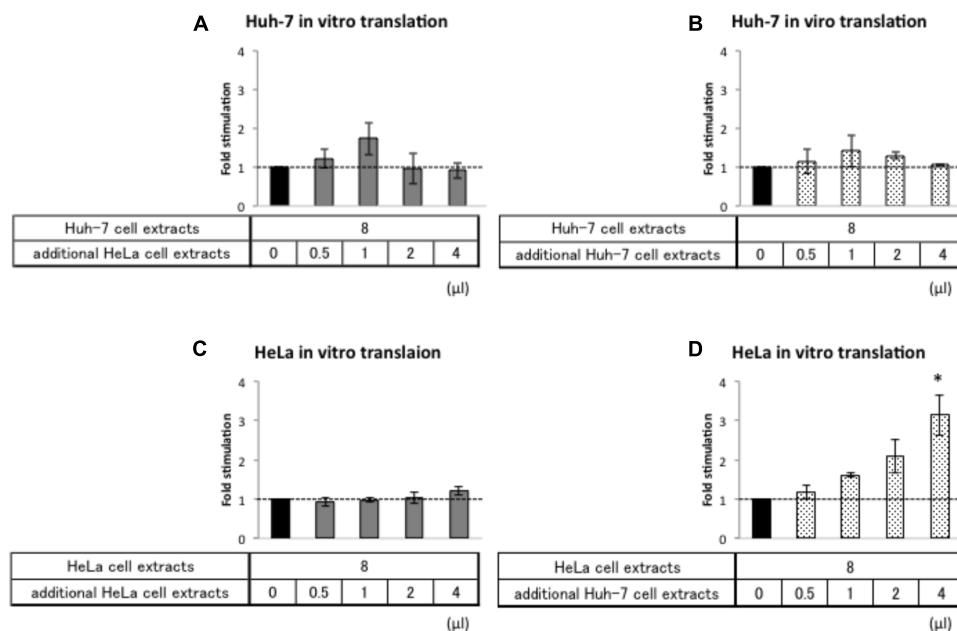 A Huh-7 in vitro translation
Fold stimulation
4
3
2
1
0
Huh-7 cell extracts 8
additional HeLa cell extracts 0 0.5 1 2 4
(μl)
B Huh-7 in viro translation
Fold stimulation
4
3
2
1
0
Huh-7 cell extracts 8
additional Huh-7 cell extracts 0 0.5 1 2 4
(μl)
C HeLa in vitro translaion
Fold stimulation
4
3
2
1
0
HeLa cell extracts 8
additional HeLa cell extracts 0 0.5 1 2 4
(μl)
D HeLa in vitro translation
Fold stimulation
4
3
2
1
0
*
HeLa cell extracts 8
additional Huh-7 cell extracts 0 0.5 1 2 4
(μl)